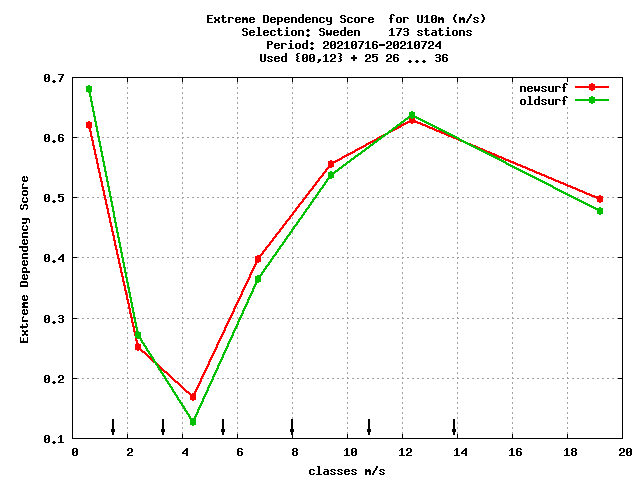 Extreme Dependency Score  for U10m (m/s)
Selection: Sweden    173 stations
Period: 20210716-20210724
Used {00,12} + 25 26 ... 36
newsurf
oldsurf
0.7
0.6
0.5
0.4
0.3
0.2
0.1
Extreme Dependency Score
0 2 4 6 8 10 12 14 16 18 20
classes m/s